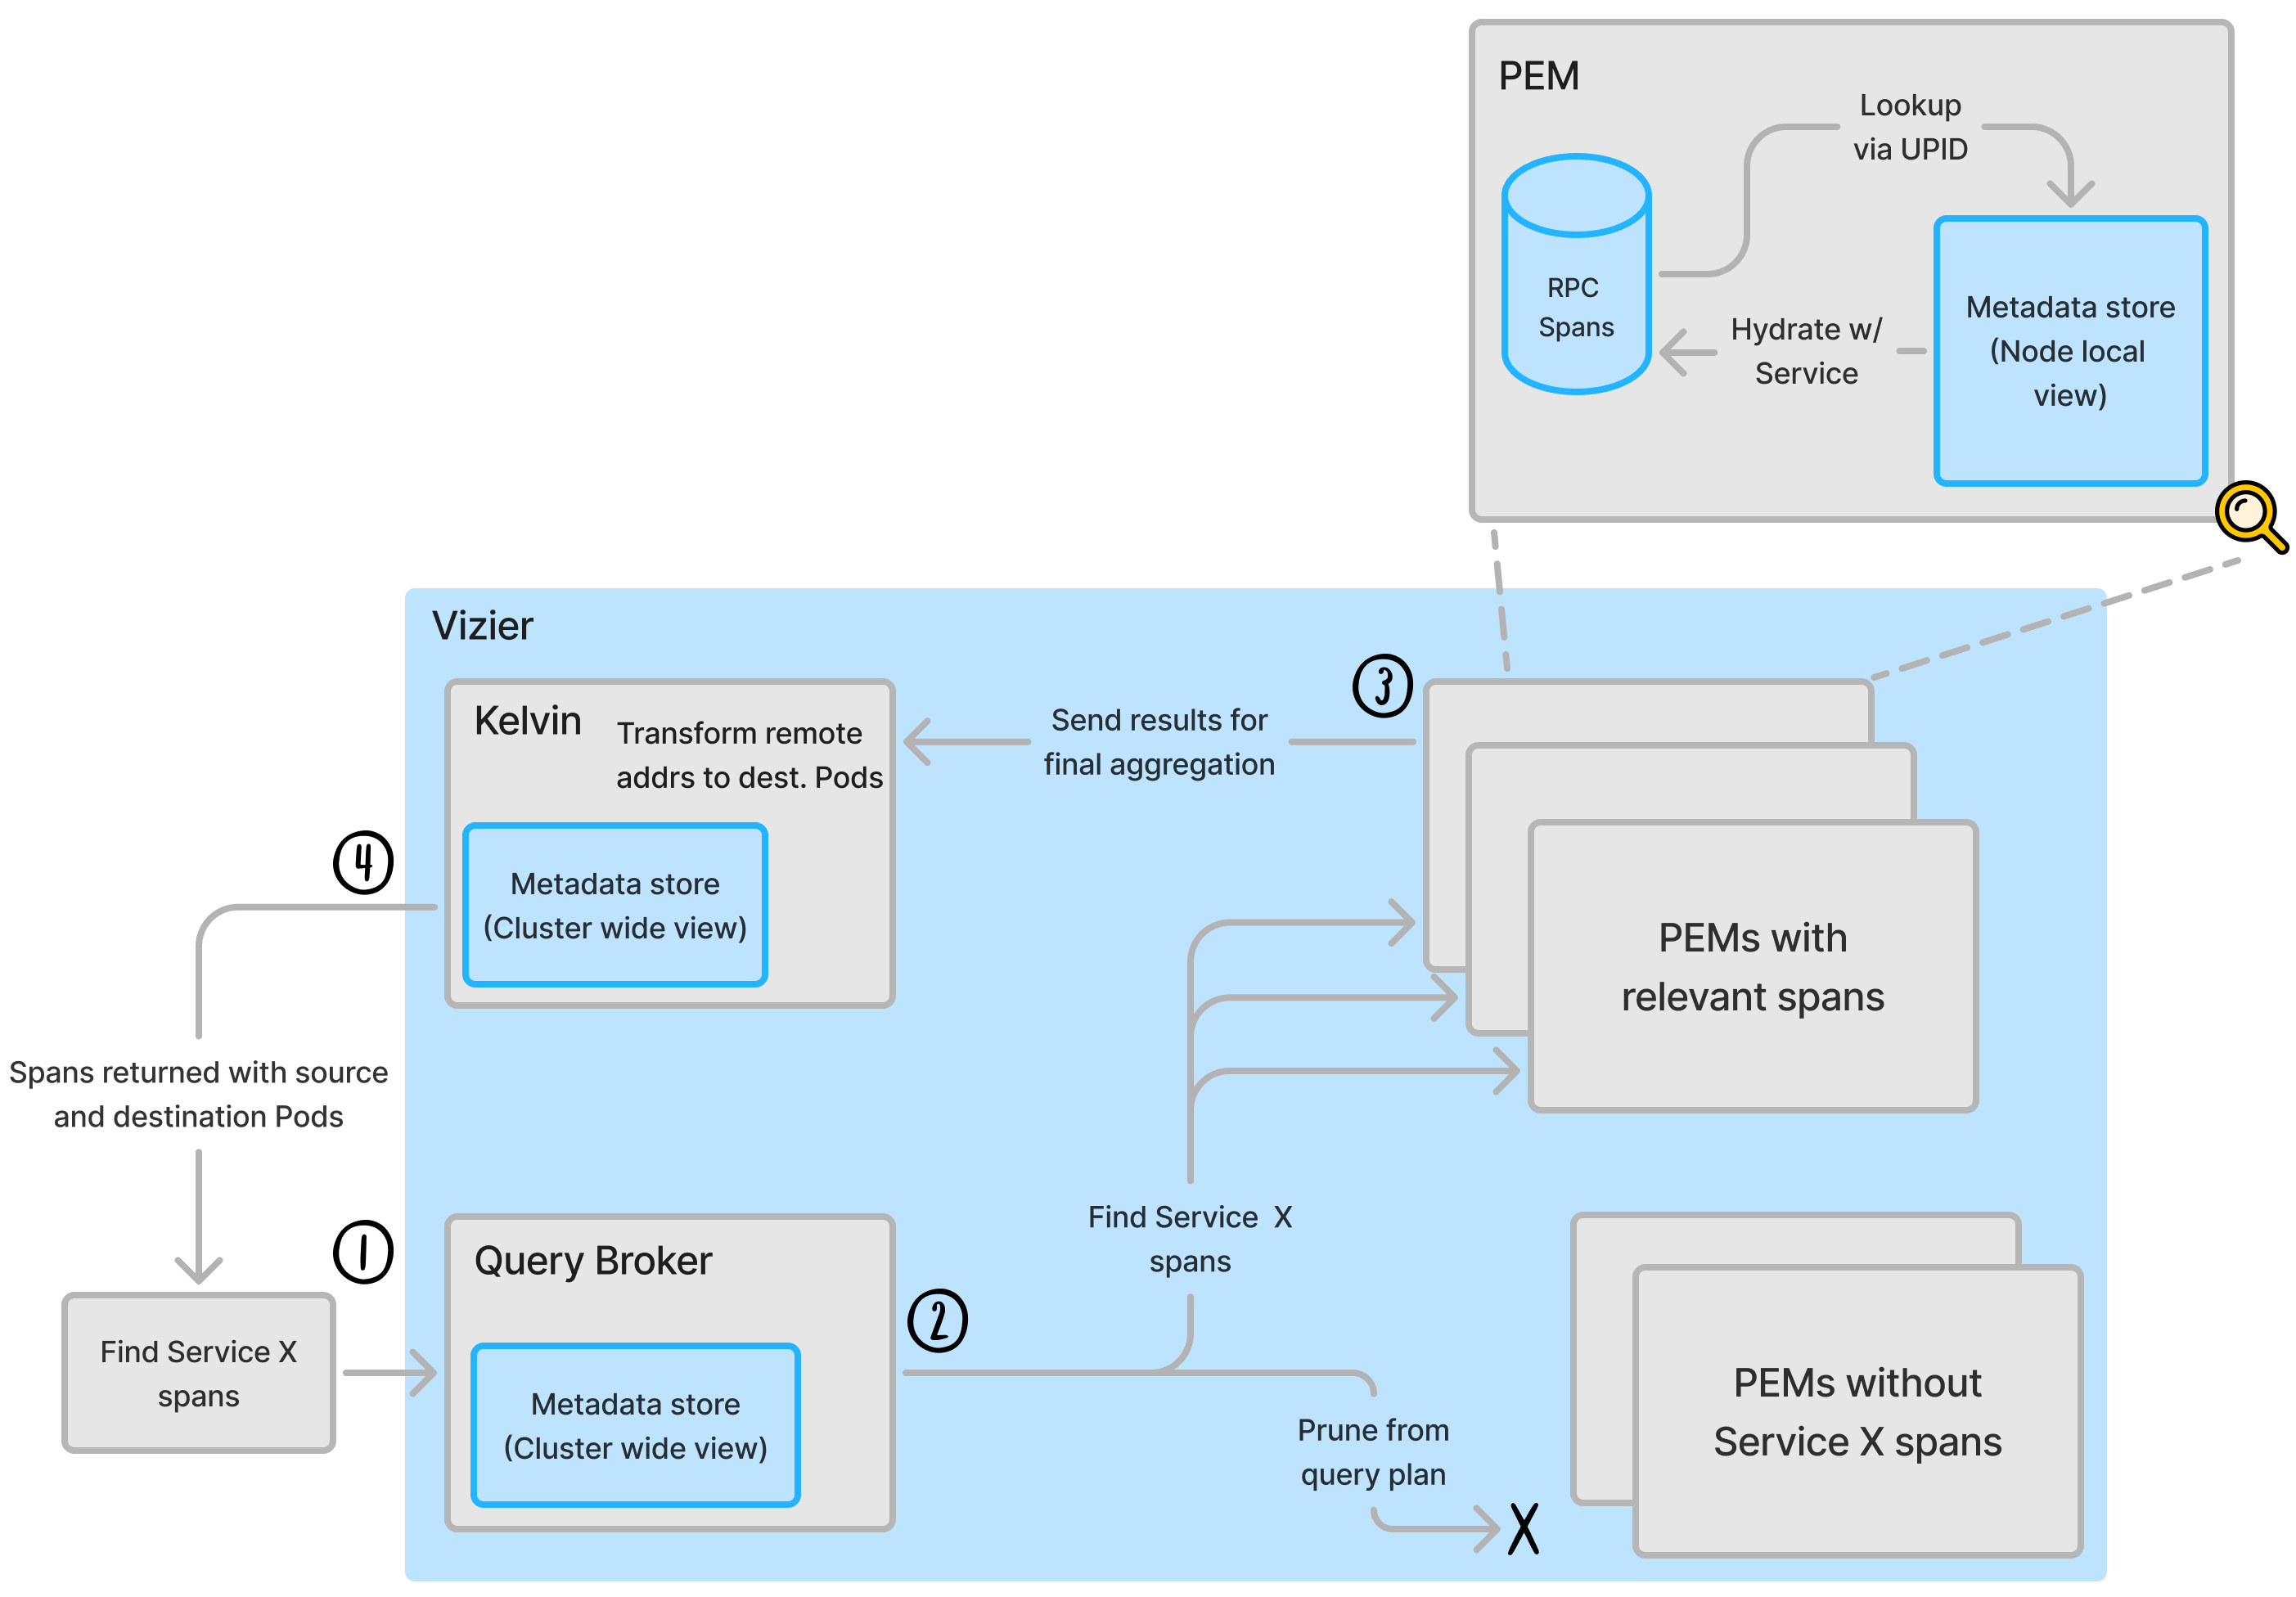 PEM
Lookup
via UPID
RPC
Spans
Hydrate w/
Service
Metadata store
(Node local
view)
Vizier
Kelvin
Transform remote
addrs to dest. Pods
Metadata store
(Cluster wide view)
3
Send results for
final aggregation
PEMs with
relevant spans
4
Spans returned with source
and destination Pods
1
Find Service X
spans
Query Broker
Metadata store
(Cluster wide view)
2
Find Service X
spans
Prune from
query plan
X
PEMs without
Service X spans